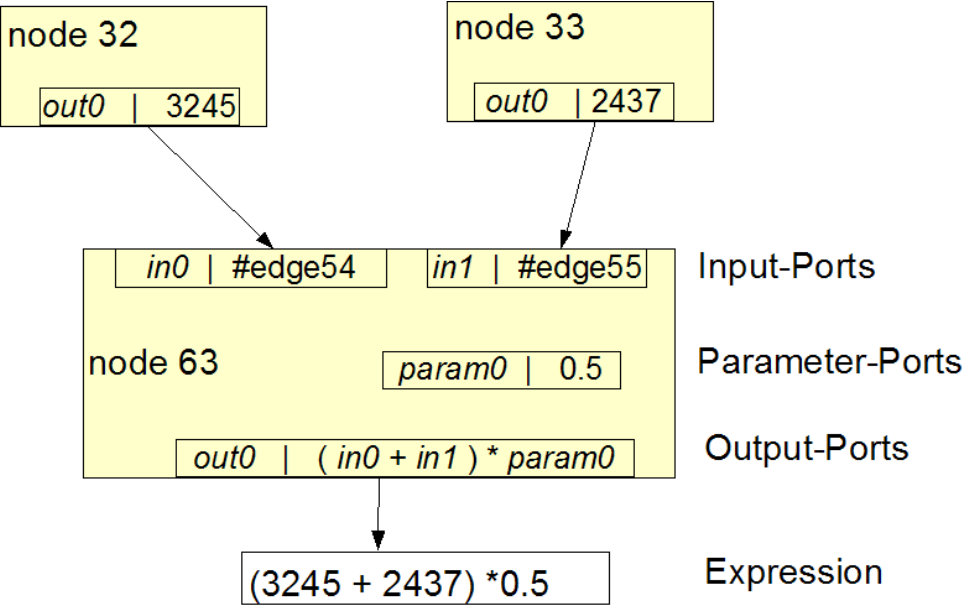 node 32
out0 | 3245
node 33
out0 | 2437
in0 | #edge54
in1 | #edge55
Input-Ports
node 63
param0 | 0.5
Parameter-Ports
out0 | ( in0 + in1 ) * param0
Output-Ports
(3245 + 2437) *0.5
Expression